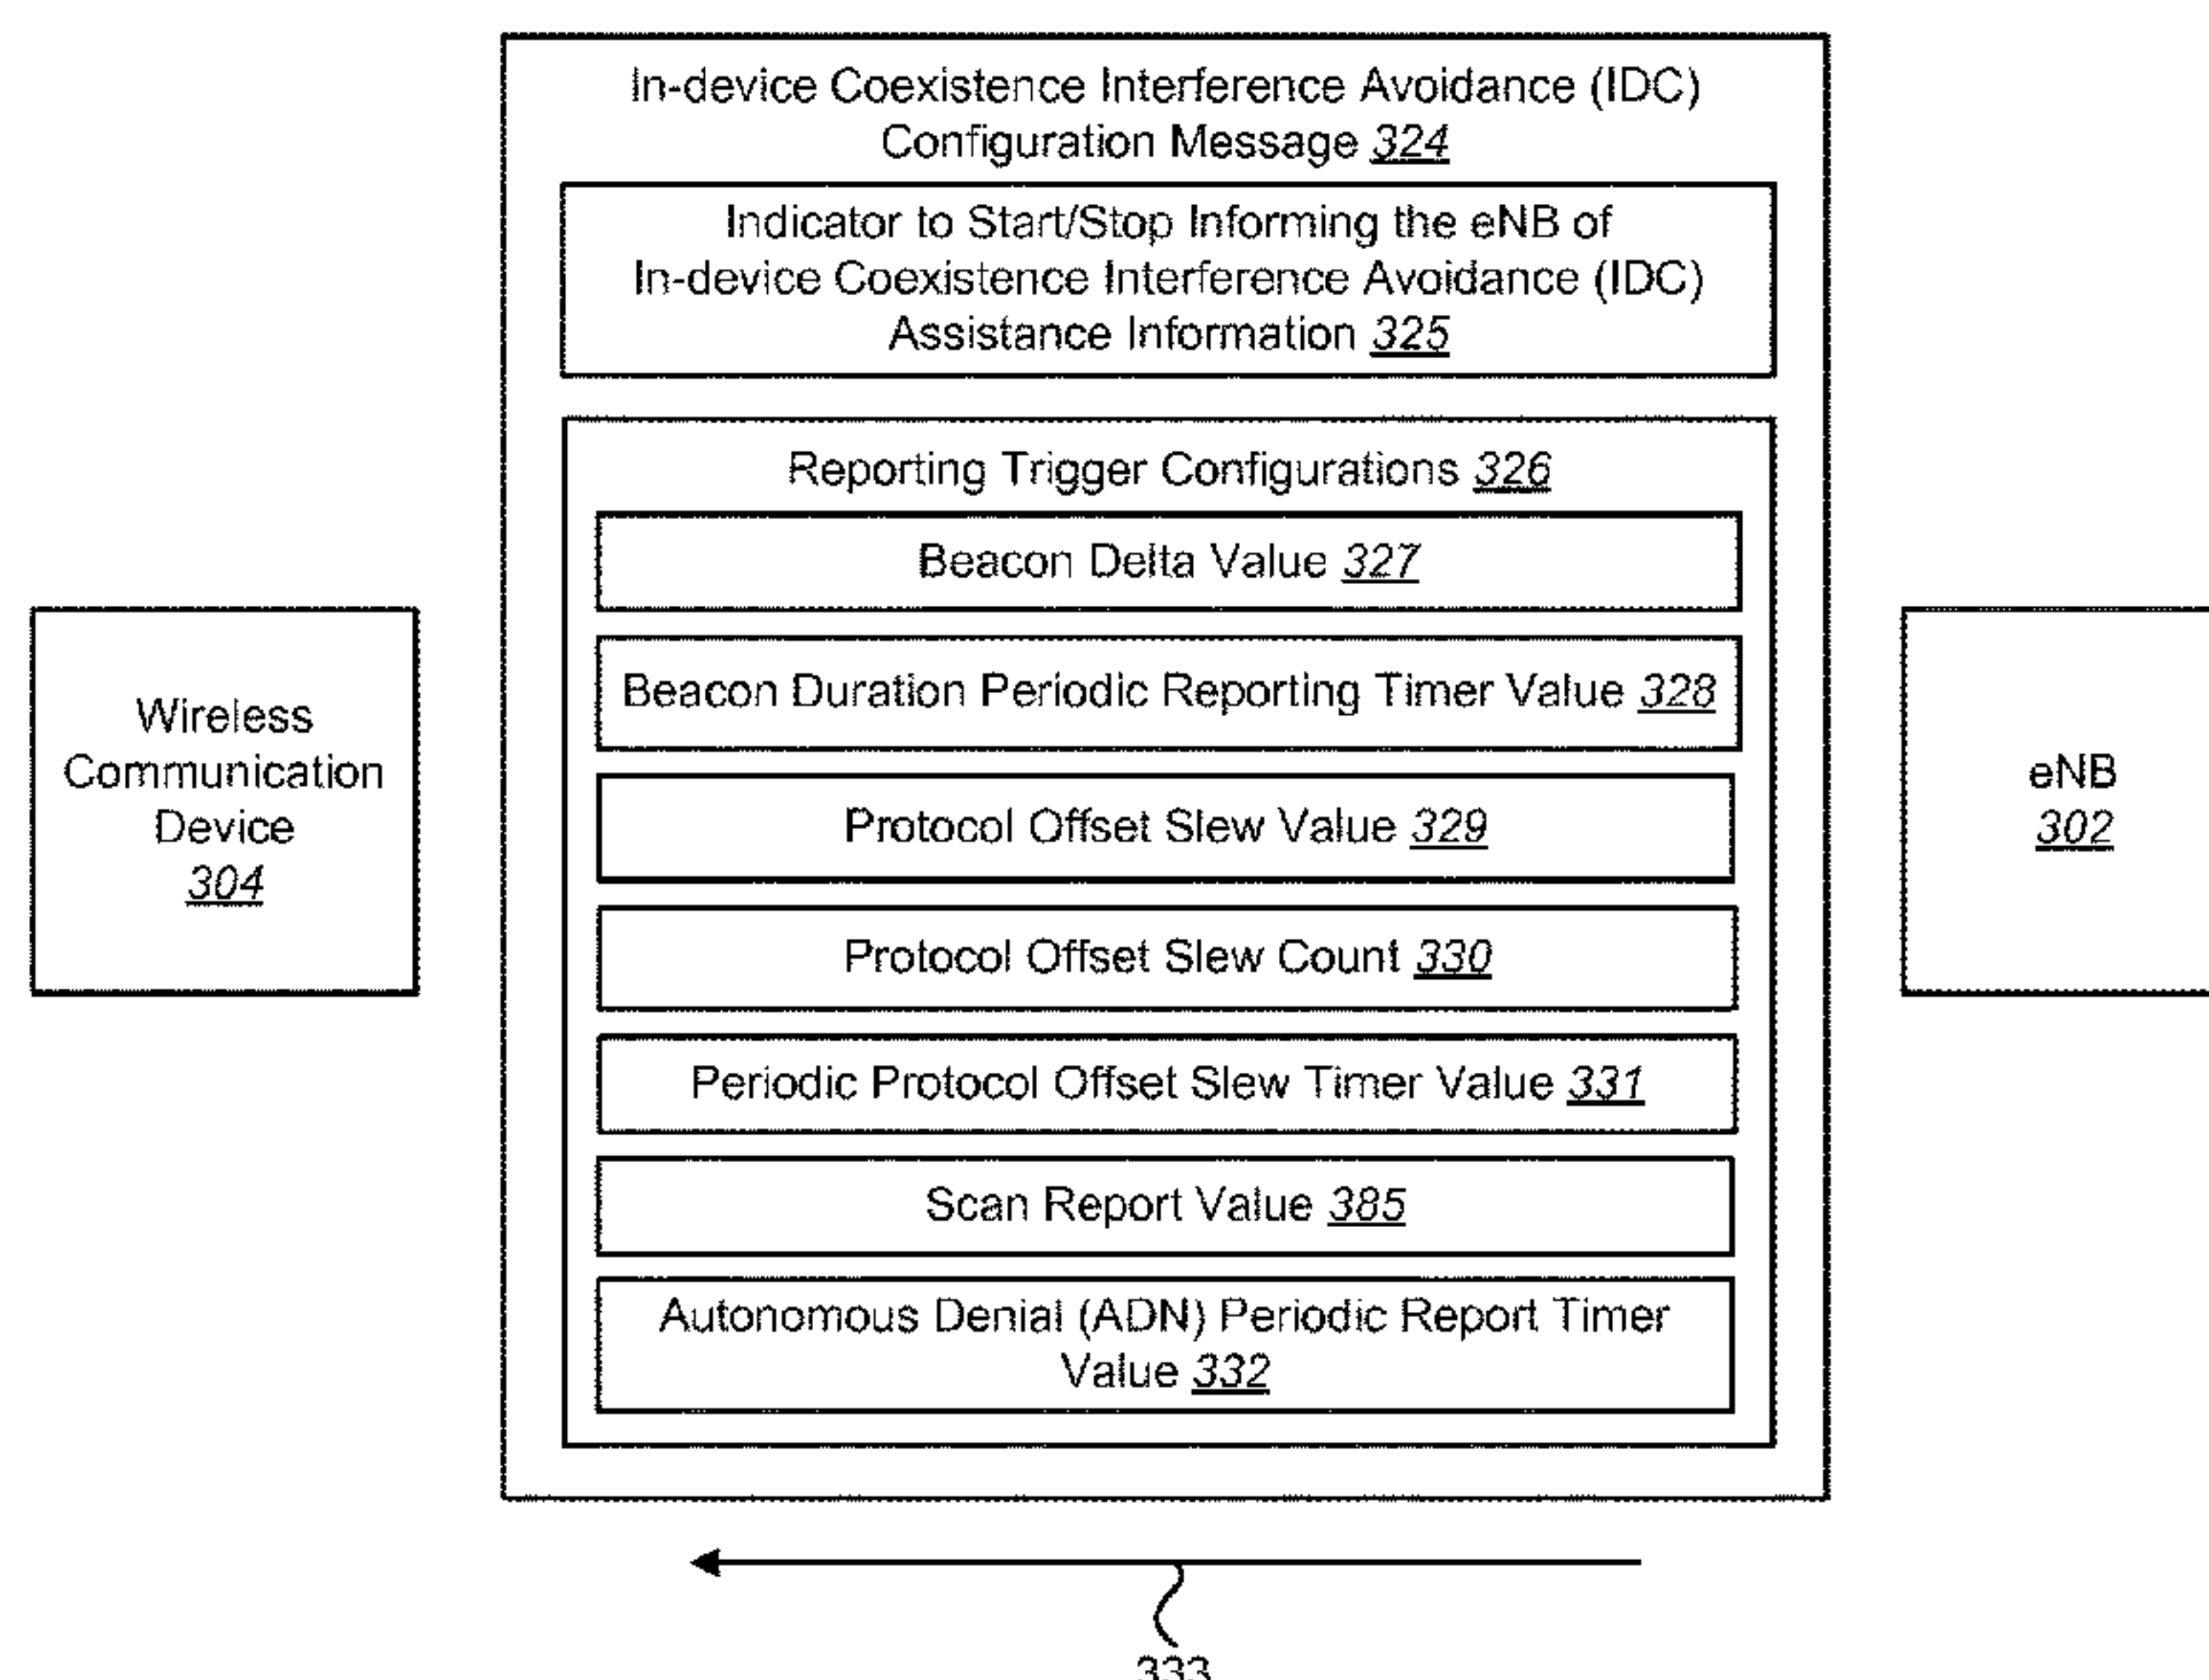 In-device Coexistence Interference Avoidance (IDC)
Configuration Message 324
Indicator to Start/Stop Informing the eNB of
In-device Coexistence Interference Avoidance (IDC)
Assistance Information 325
Reporting Trigger Configurations 326
Beacon Delta Value 327
Beacon Duration Periodic Reporting Timer Value 328
Protocol Offset Slew Value 329
Protocol Offset Slew Count 330
Periodic Protocol Offset Slew Timer Value 331
Scan Report Value 385
Autonomous Denial (ADN) Periodic Report Timer
Value 332
Wireless
Communication
Device
304
eNB
302
333